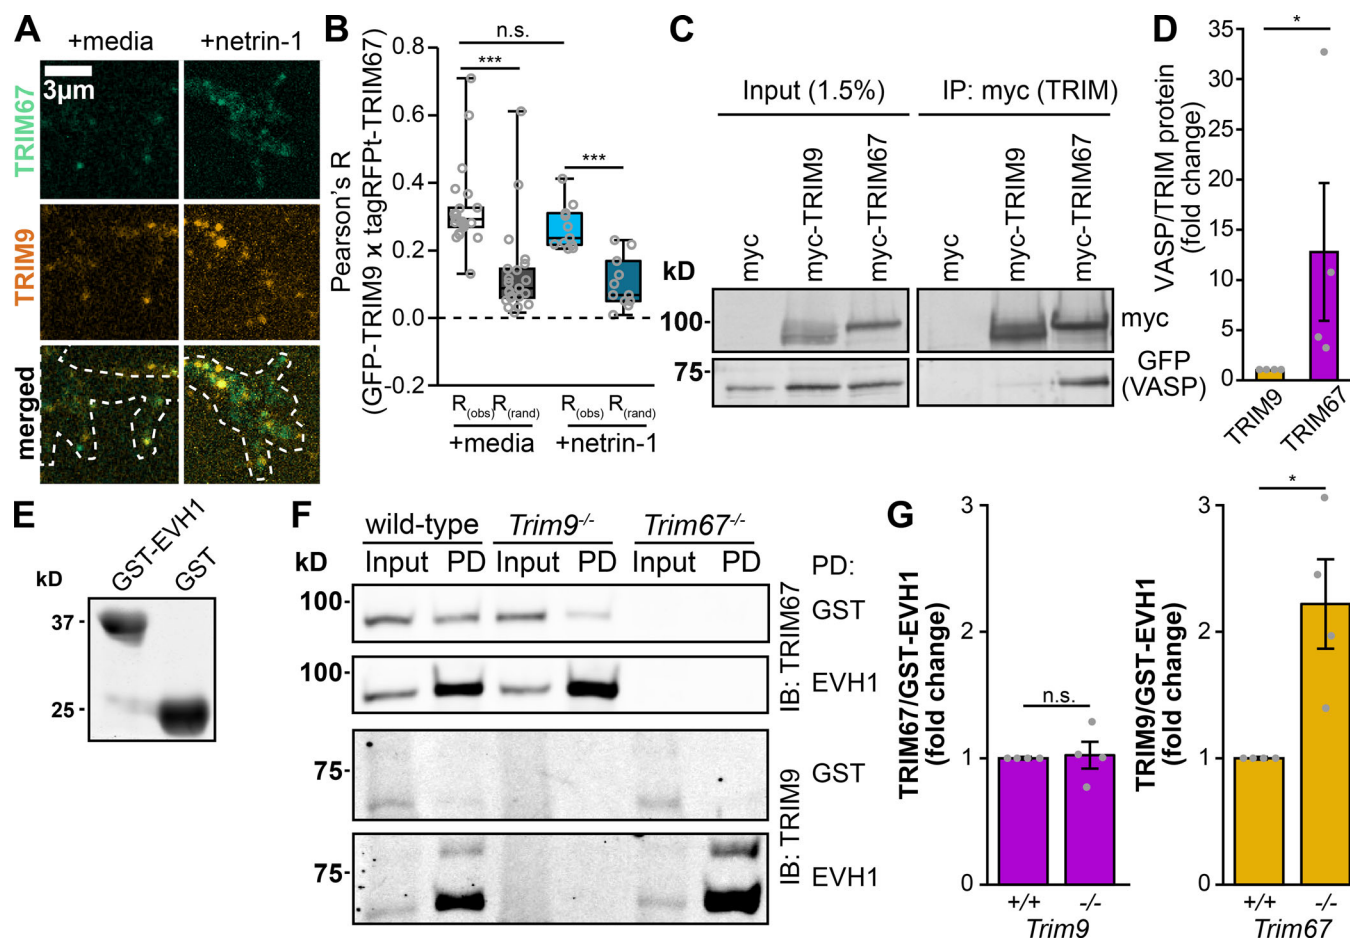 A
+media
+netrin-1
3µm
TRIM67
TRIM9
merged
B
n.s.
***
***
Pearson's R
(GFP-TRIM9 x tagRFPt-TRIM67)
0.8
0.6
0.4
0.2
0.0
-0.2
R(obs) R(rand)
R(obs) R(rand)
+media
+netrin-1
C
Input (1.5%)
IP: myc (TRIM)
myc
myc-TRIM9
myc-TRIM67
myc
myc-TRIM9
myc-TRIM67
kD
100
75
myc
GFP
(VASP)
D
*
VASP/TRIM protein
(fold change)
35
30
25
20
15
10
5
0
TRIM9
TRIM67
E
GST-EVH1
GST
kD
37
25
F
wild-type
Trim9-/-
Trim67-/-
kD
Input PD Input PD Input PD
PD:
100
GST
100
EVH1
IB: TRIM67
75
GST
75
EVH1
IB: TRIM9
G
TRIM67/GST-EVH1
(fold change)
3
2
1
0
n.s.
+/+ -/-
Trim9
TRIM9/GST-EVH1
(fold change)
3
2
1
0
*
+/+ -/-
Trim67